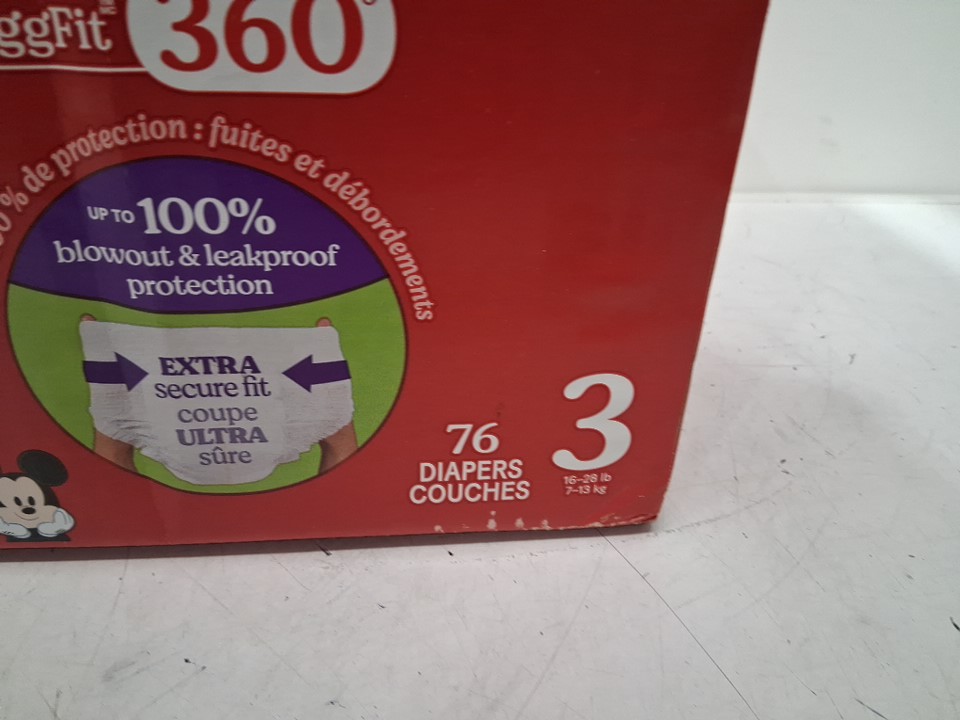 ggFit
360°
0% de protection : fuites et débordements
UP TO 100%
blowout & leakproof
protection
EXTRA
secure fit
coupe
ULTRA
sûre
76
DIAPERS
COUCHES
3
16-28 lb
7-13 kg